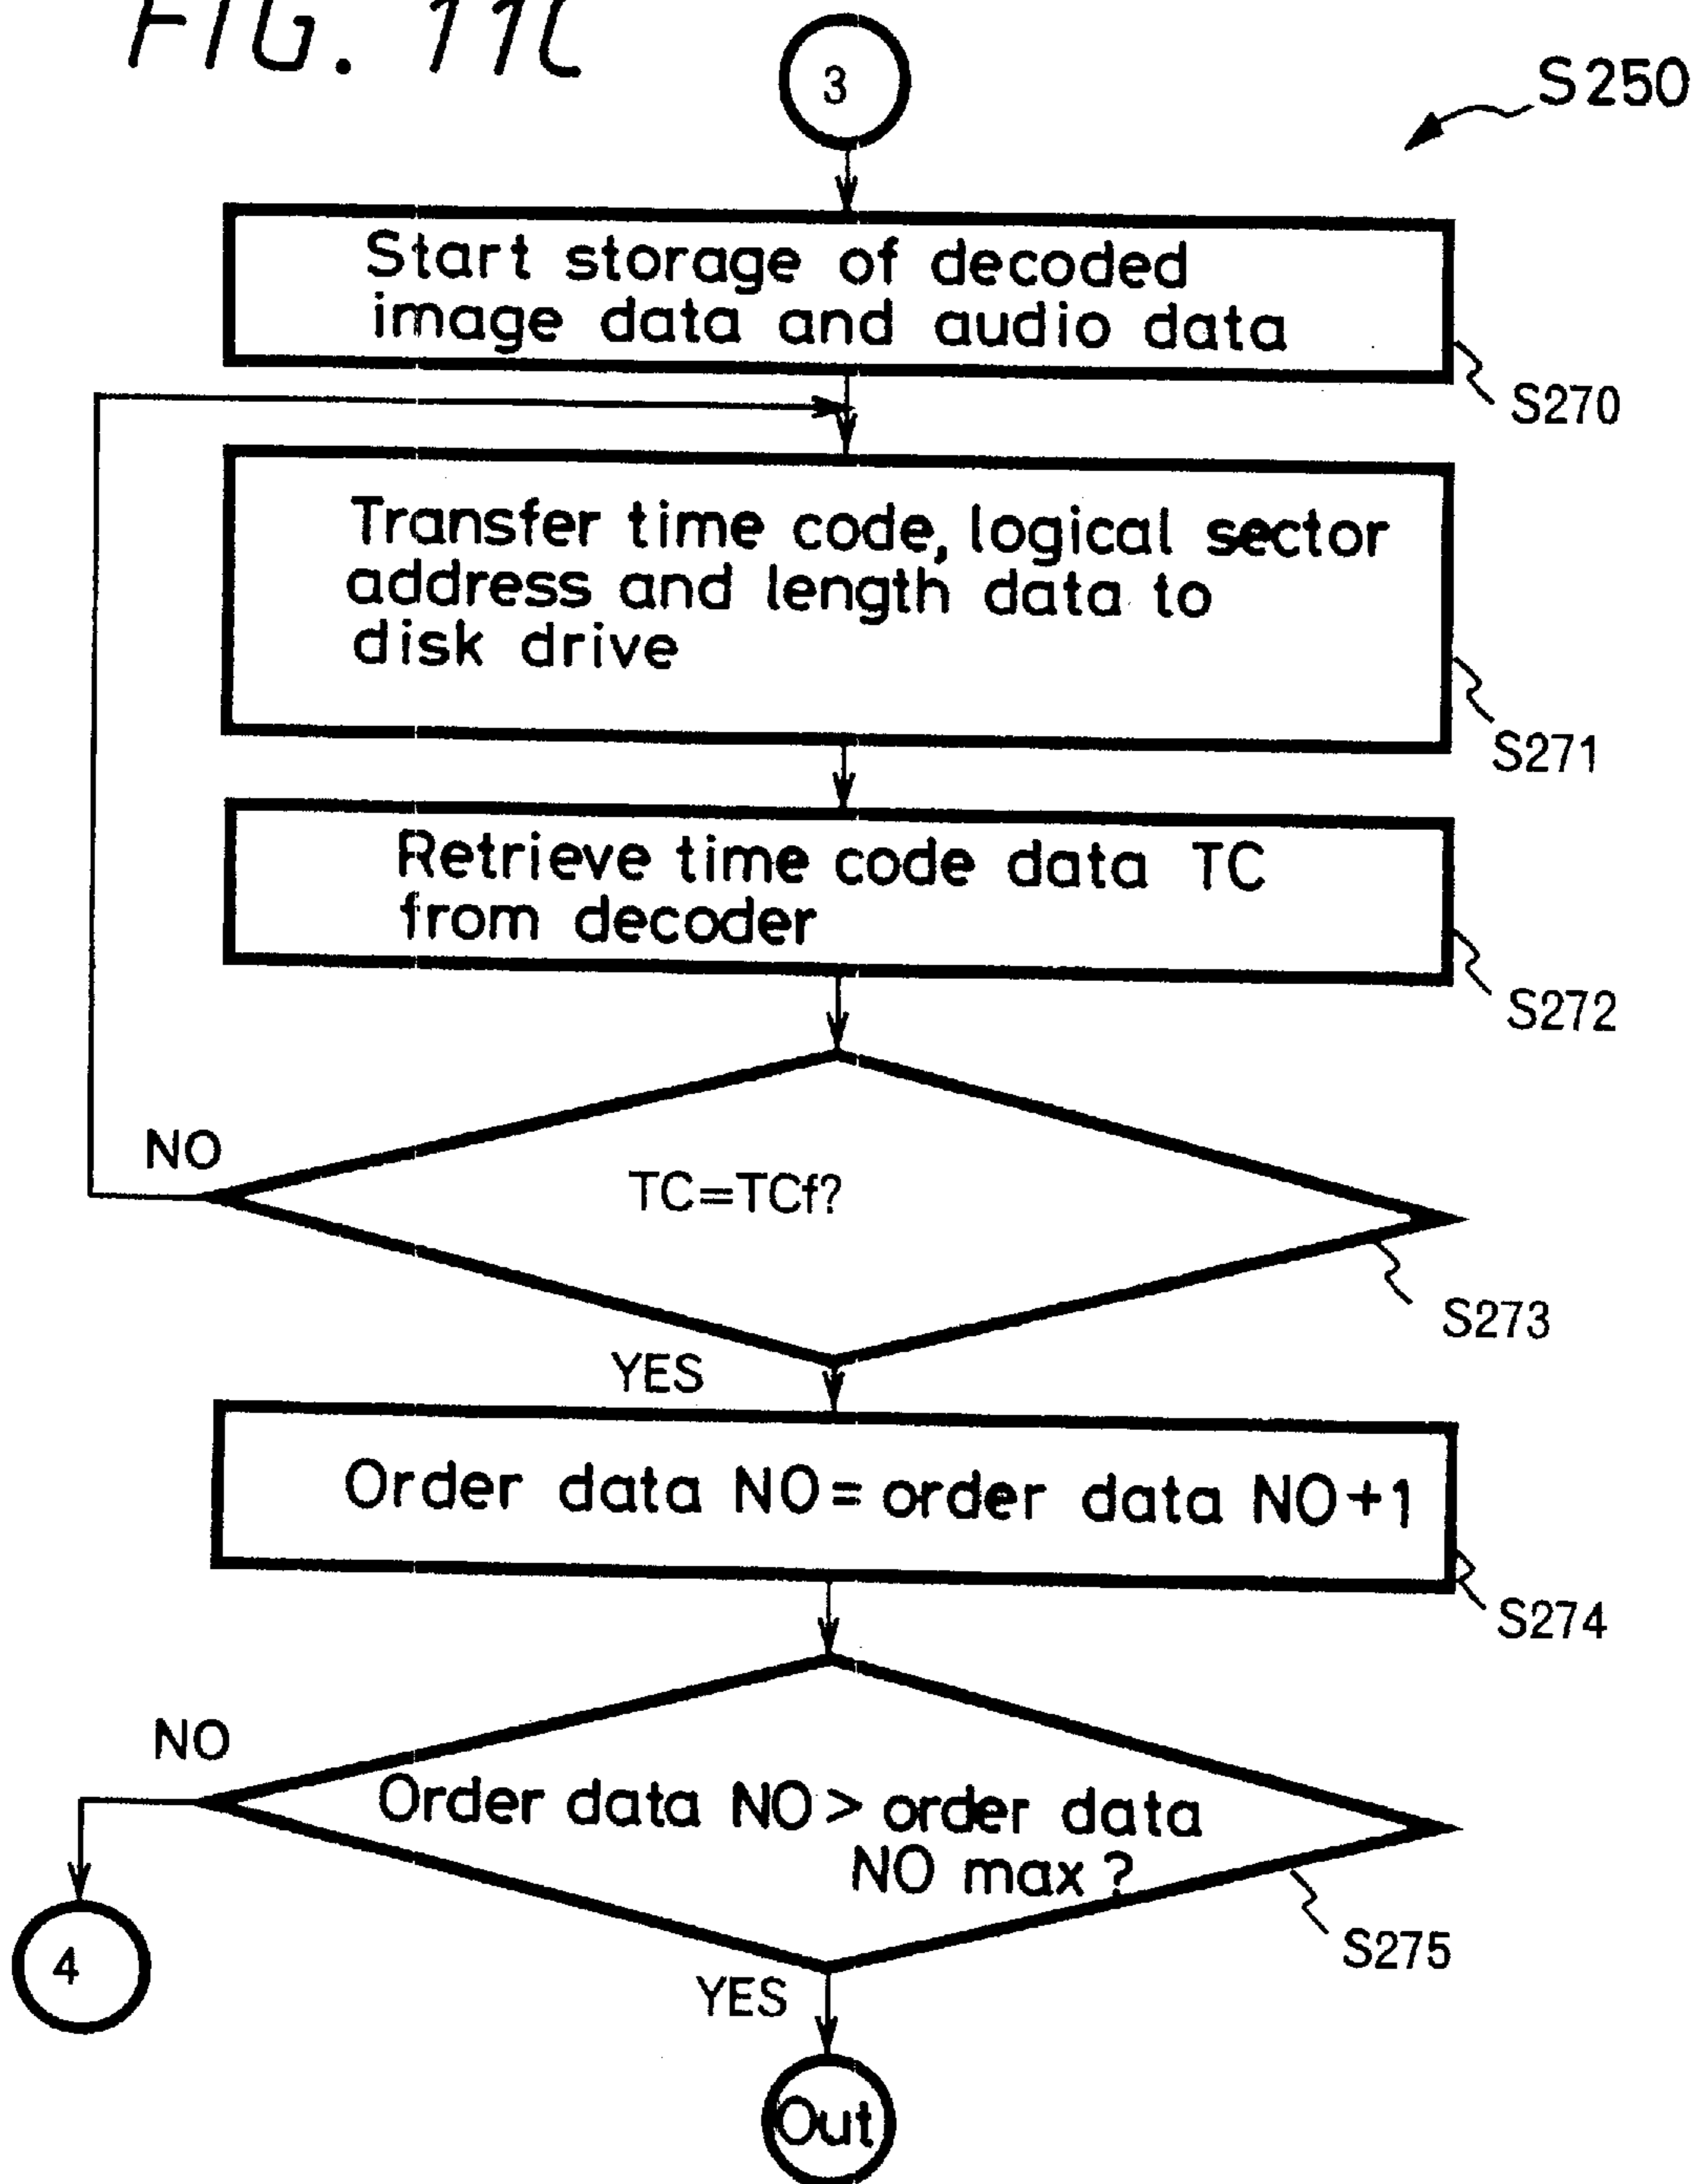 FIG. 11C
3
S250
Start storage of decoded
image data and audio data
S270
Transfer time code, logical sector
address and length data to
disk drive
S271
Retrieve time code data TC
from decoder
S272
NO
TC=TCf?
S273
YES
Order data NO = order data NO+1
S274
NO
Order data NO > order data
NO max ?
S275
4
YES
Out